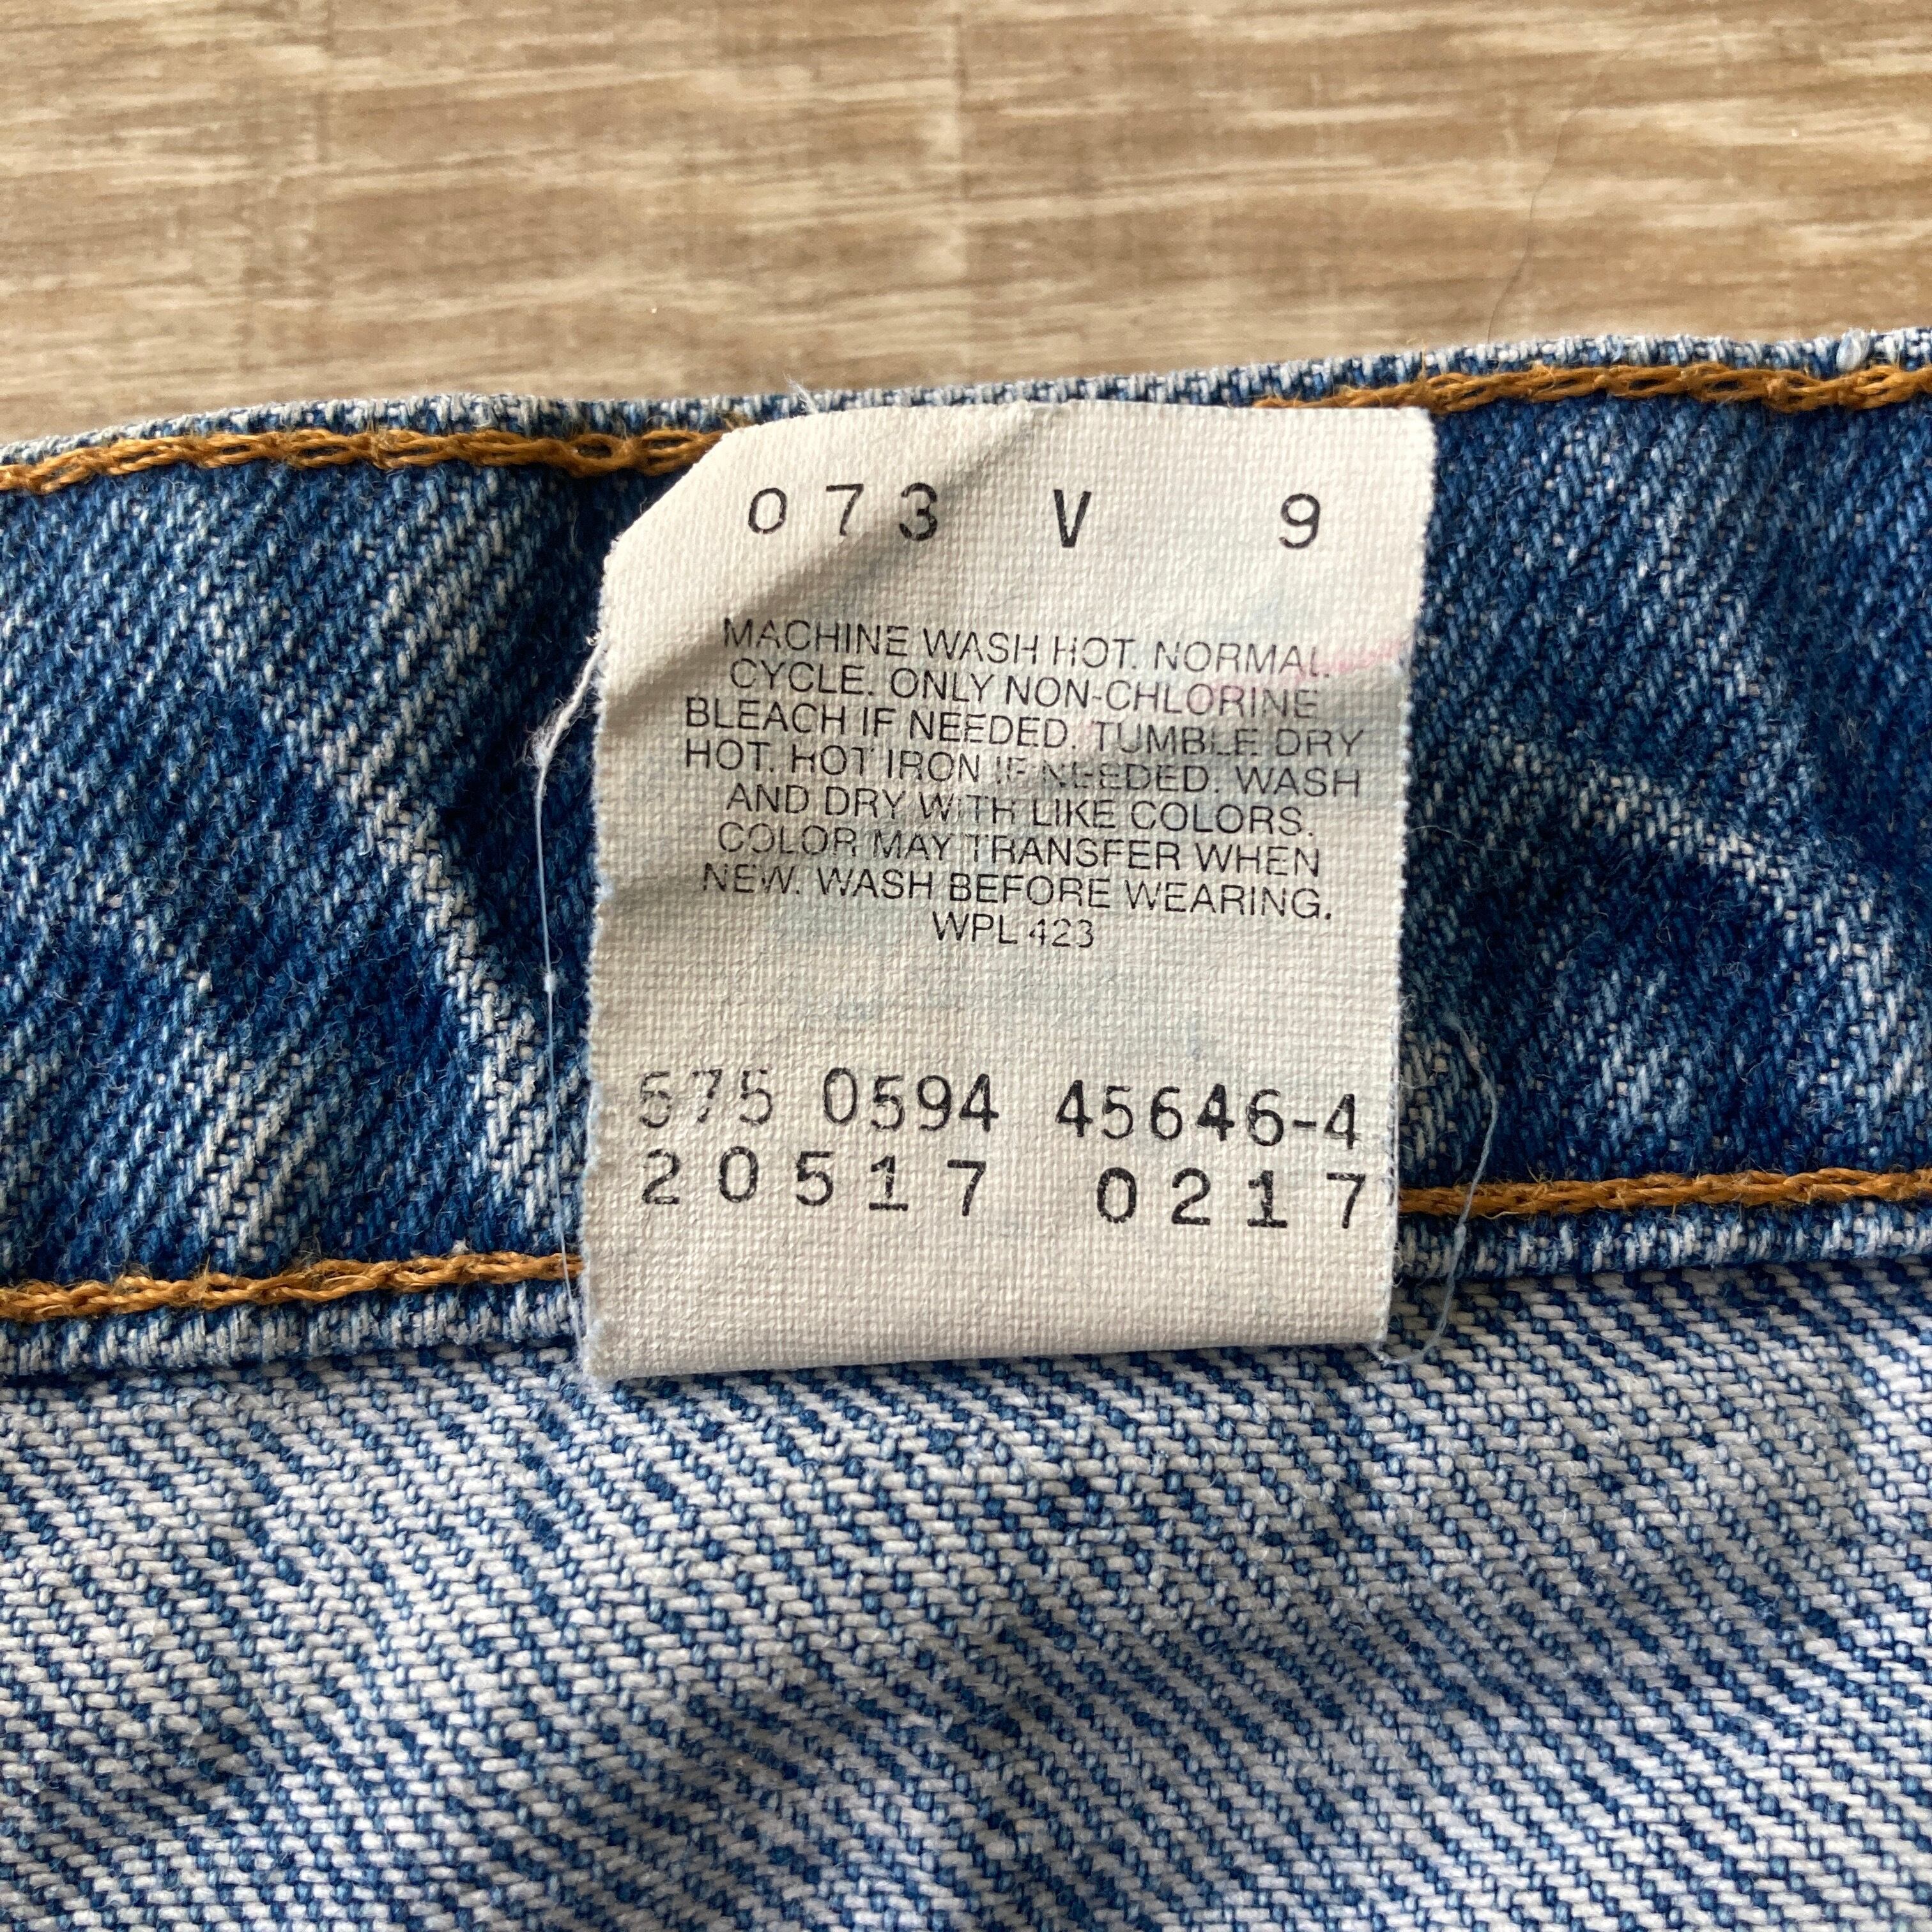 073 V 9
MACHINE WASH HOT. NORMAL.
CYCLE. ONLY NON-CHLORINE
BLEACH IF NEEDED. TUMBLE DRY
HOT. HOT IRON IF NEEDED. WASH
AND DRY WITH LIKE COLORS.
COLOR MAY TRANSFER WHEN
NEW. WASH BEFORE WEARING.
WPL 423
575 0594 45646-4
20517 0217